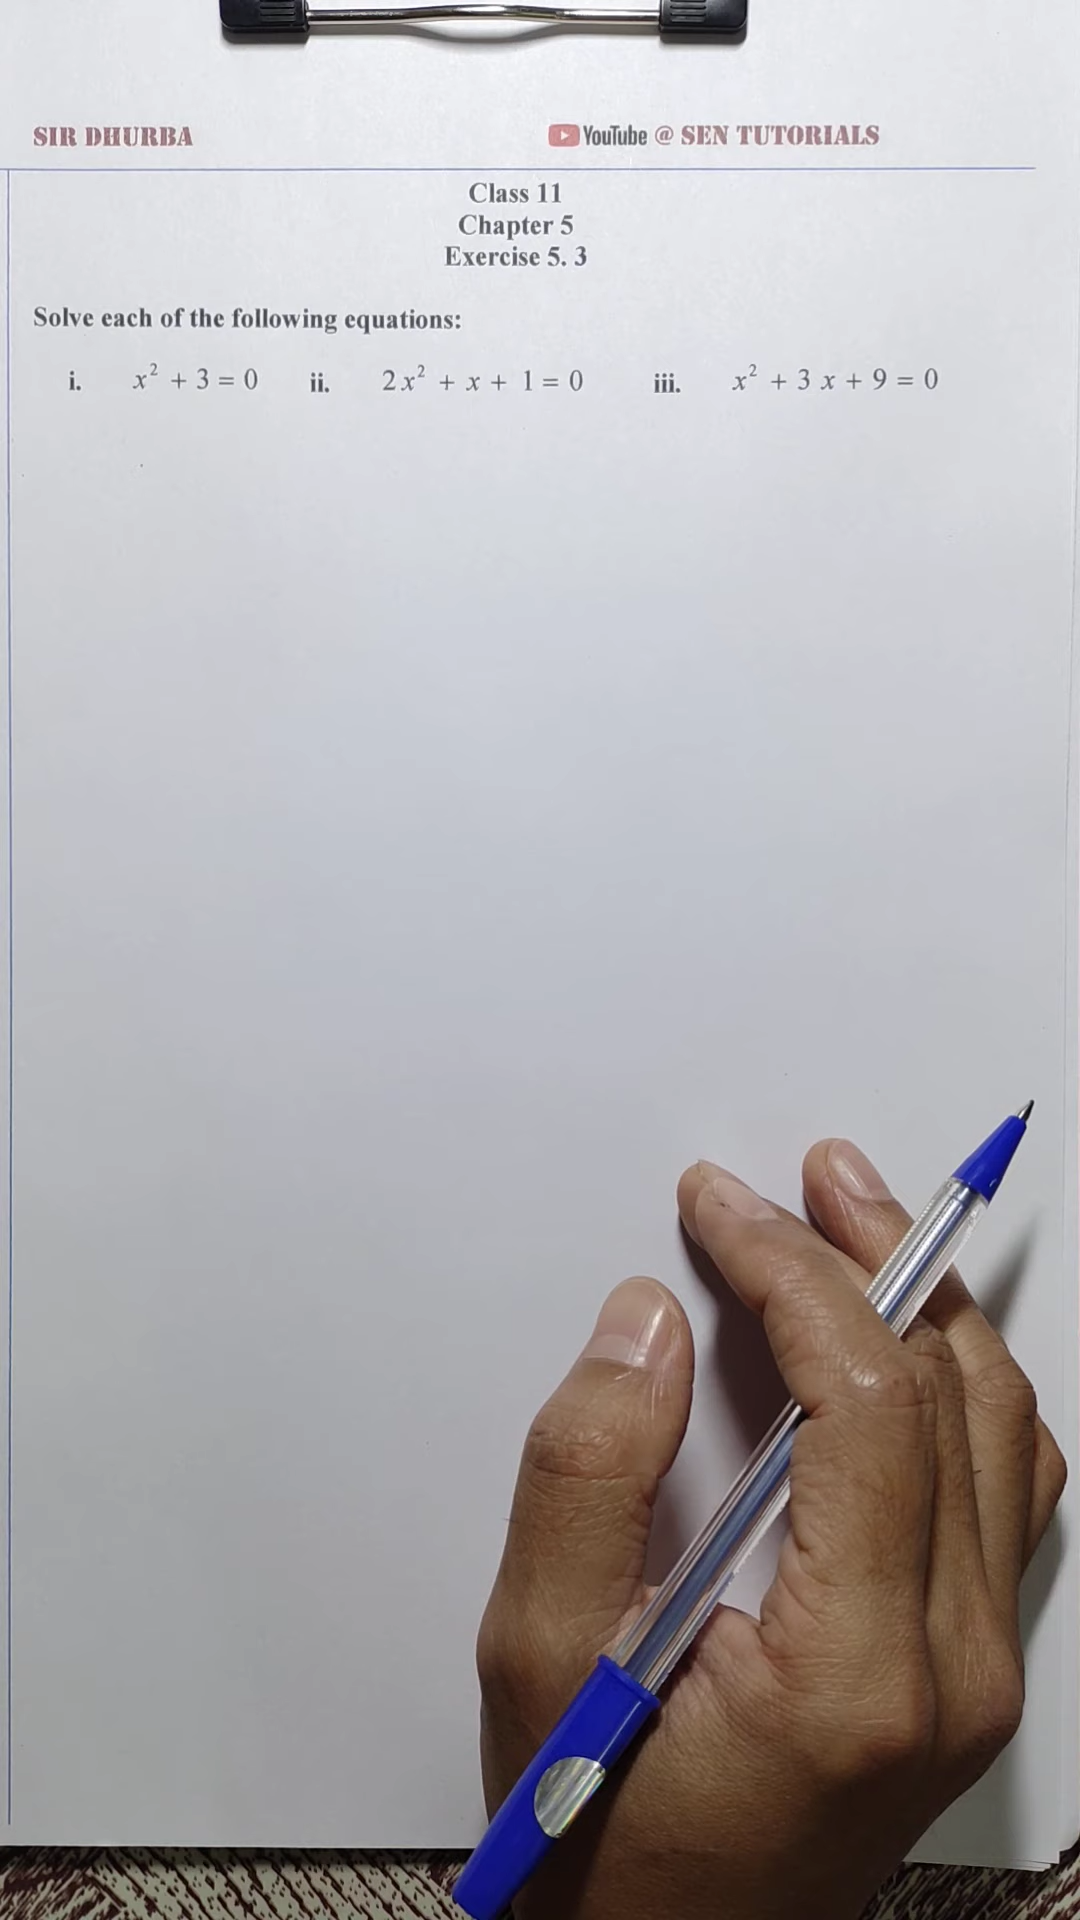 SIR DHURBA YouTube @ SEN TUTORIALS
Class 11
Chapter 5
Exercise 5. 3
Solve each of the following equations:
i. x² + 3 = 0 ii. 2x² + x + 1 = 0 iii. x² + 3 x + 9 = 0